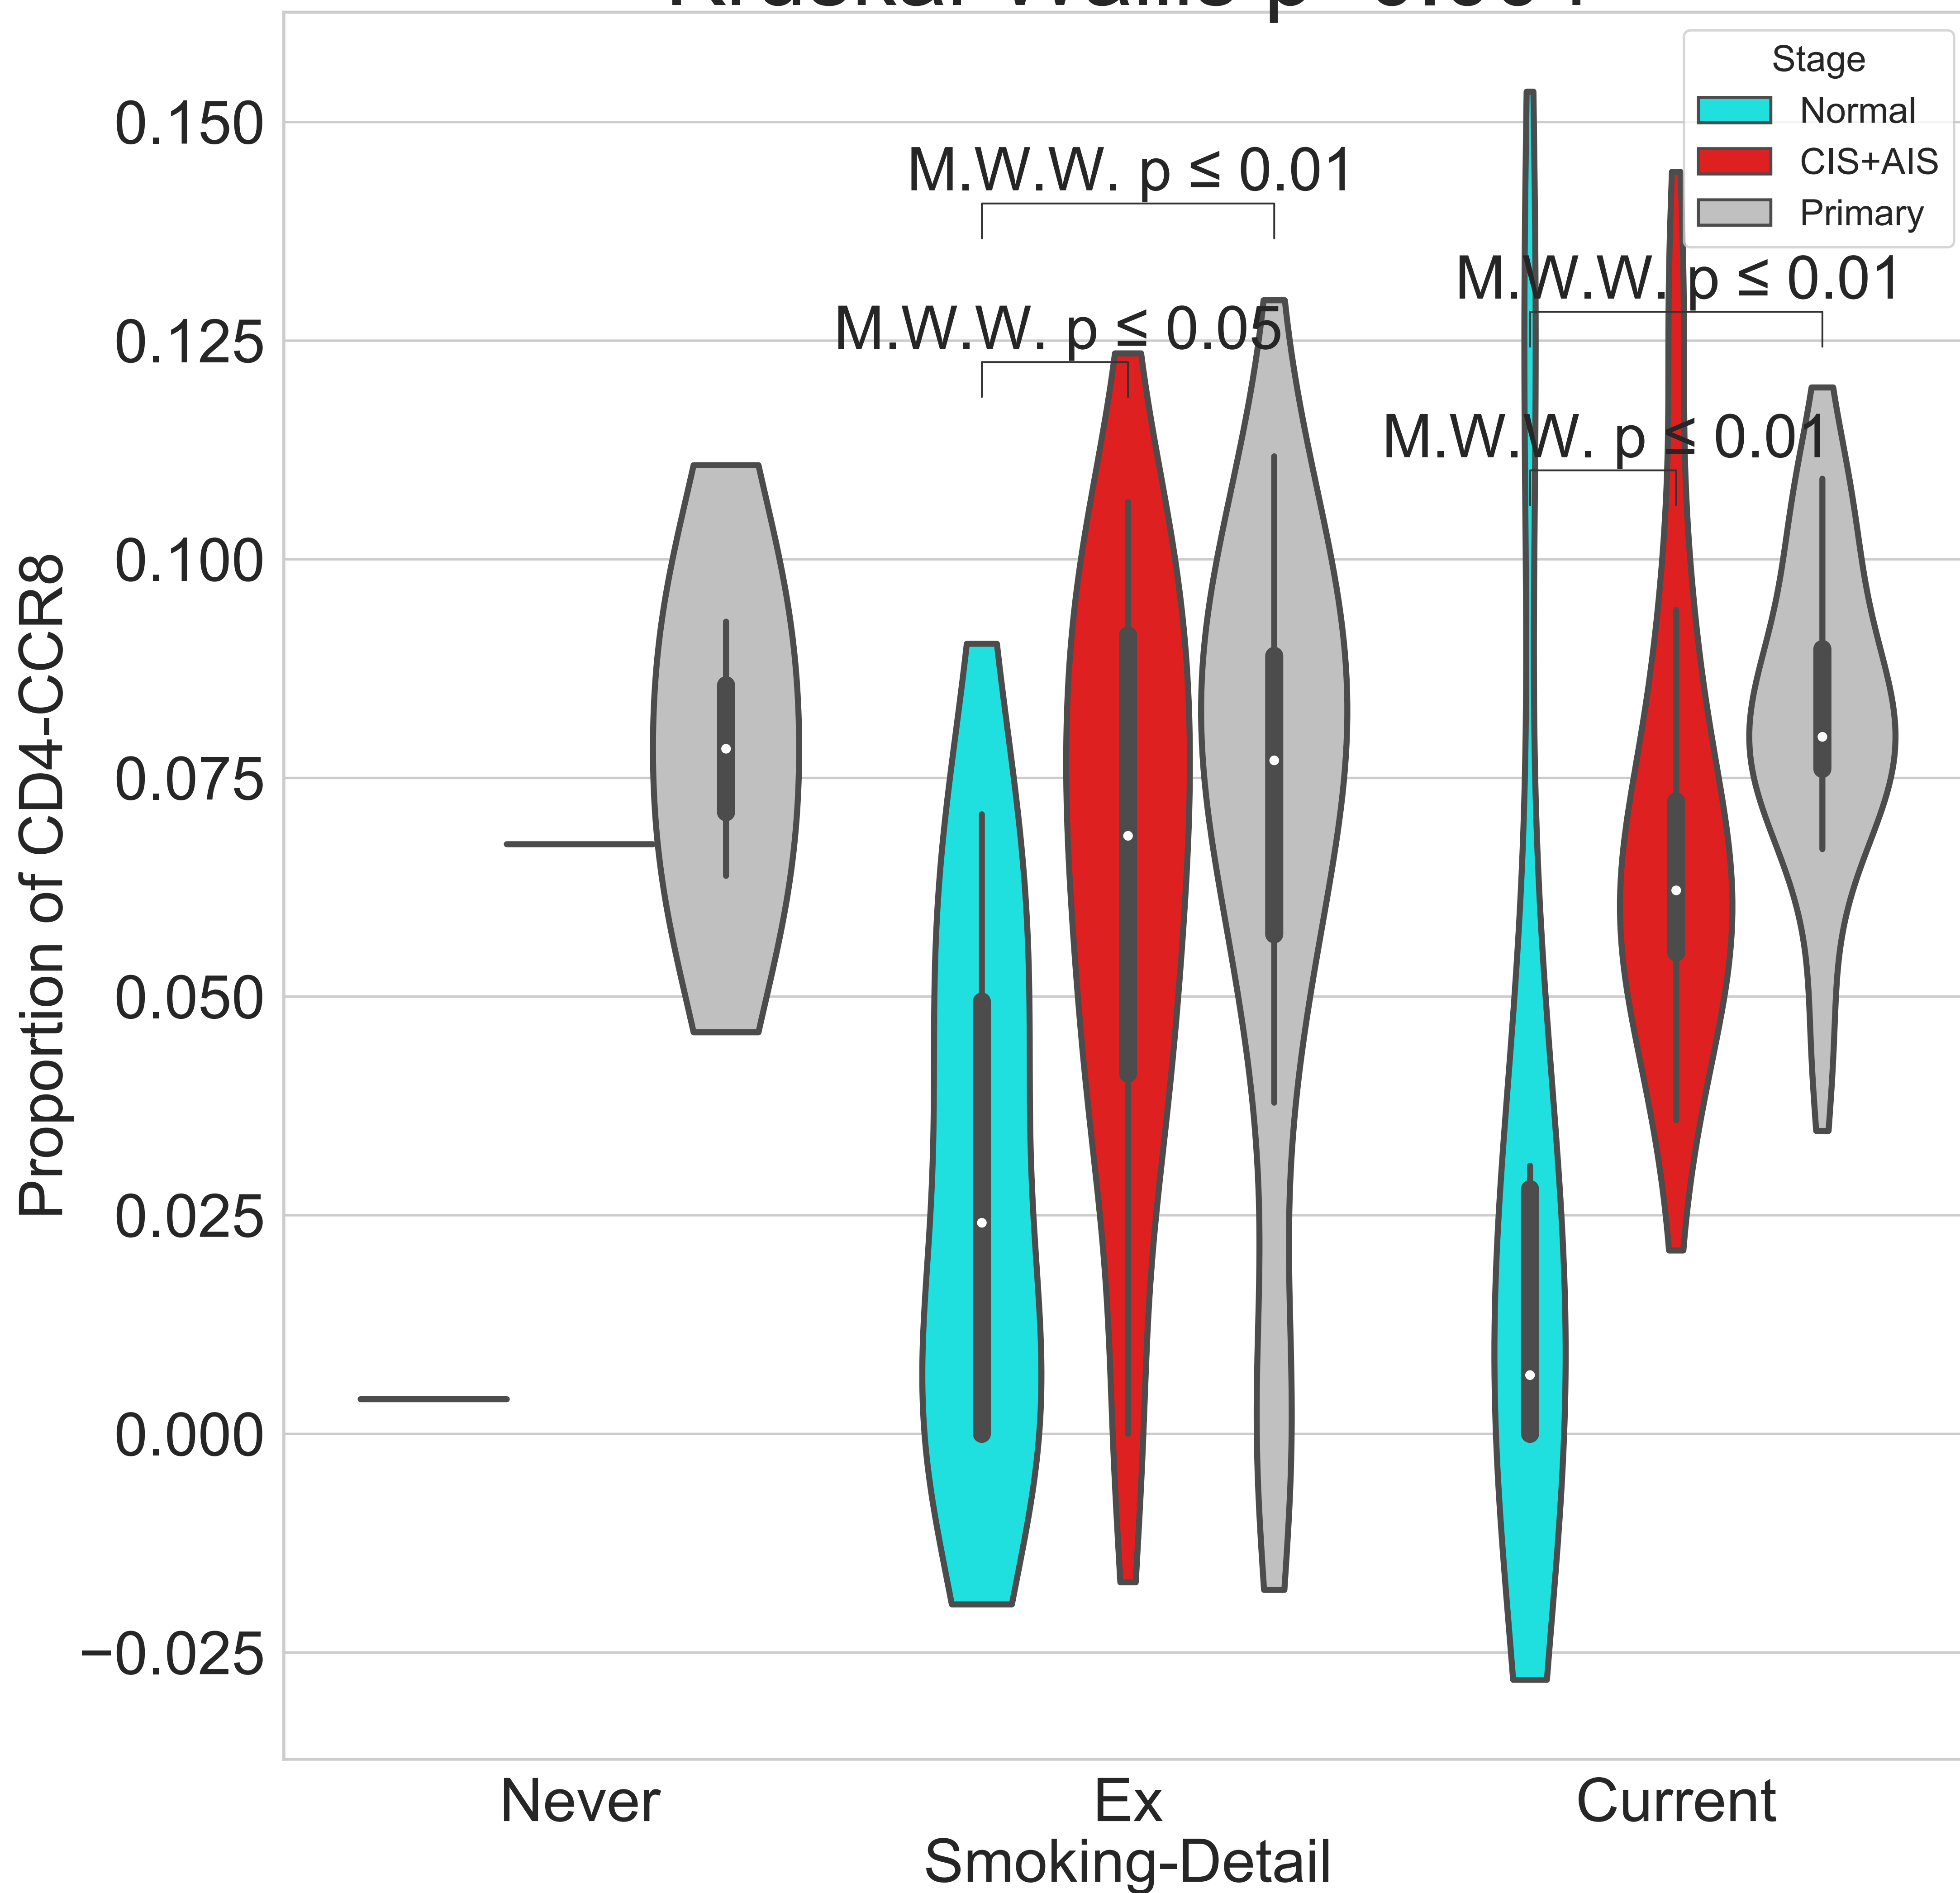 Stage
Normal
CIS+AIS
Primary
0.150
0.125
0.100
0.075
0.050
0.025
0.000
−0.025
Proportion of CD4-CCR8
M.W.W. p ≤ 0.01
M.W.W. p ≤ 0.05
M.W.W. p ≤ 0.01
M.W.W. p ≤ 0.01
Never
Ex
Current
Smoking-Detail